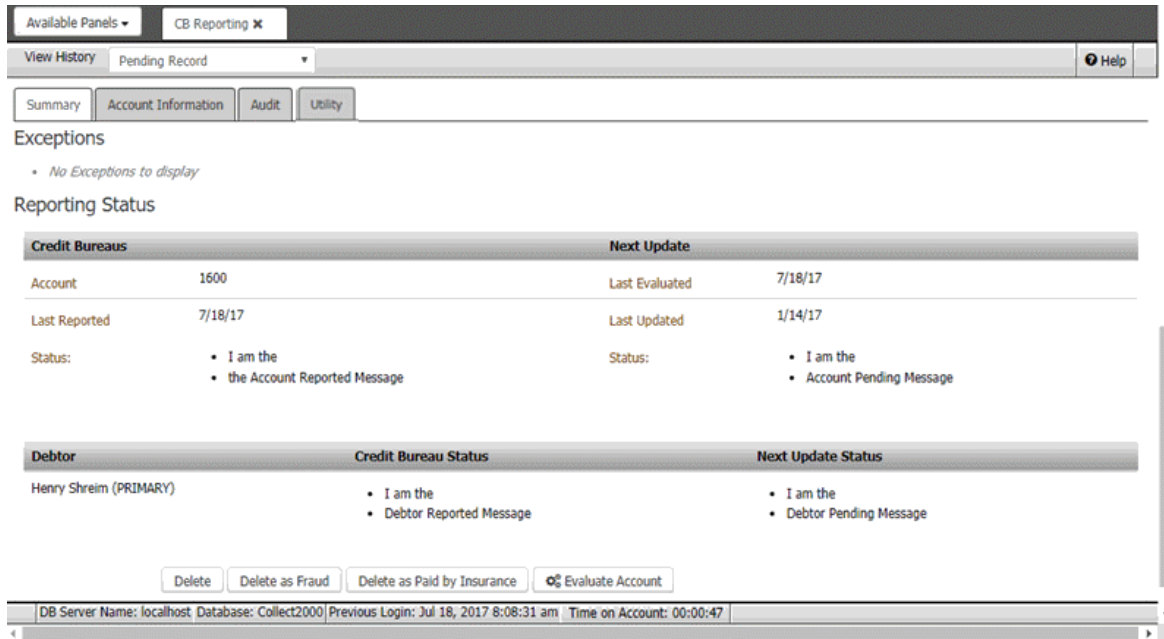 Available Panels
CB Reporting
View History Pending Record Help
Summary Account Information Audit Utility
Exceptions
No Exceptions to display
Reporting Status
Credit Bureaus Next Update
Account 1600 Last Evaluated 7/18/17
Last Reported 7/18/17 Last Updated 1/14/17
Status: • I am the Status: • I am the
• the Account Reported Message • Account Pending Message
Debtor Credit Bureau Status Next Update Status
Henry Shreim (PRIMARY) • I am the • I am the
• Debtor Reported Message • Debtor Pending Message
Delete Delete as Fraud Delete as Paid by Insurance Evaluate Account
DB Server Name: localhost Database: Collect2000 Previous Login: Jul 18, 2017 8:08:31 am Time on Account: 00:00:47